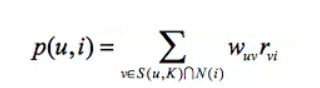 p(u,i) = ∑_{v∈S(u,K)⋂N(i)} w_{uv} r_{vi}